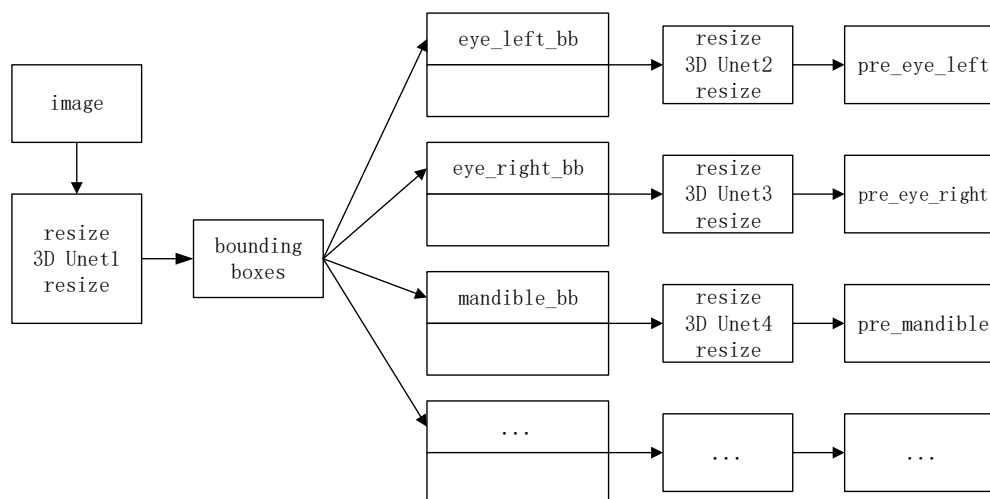 image
resize
3D Unet1
resize
bounding
boxes
eye_left_bb
resize
3D Unet2
resize
pre_eye_left
eye_right_bb
resize
3D Unet3
resize
pre_eye_right
mandible_bb
resize
3D Unet4
resize
pre_mandible
...
...
...